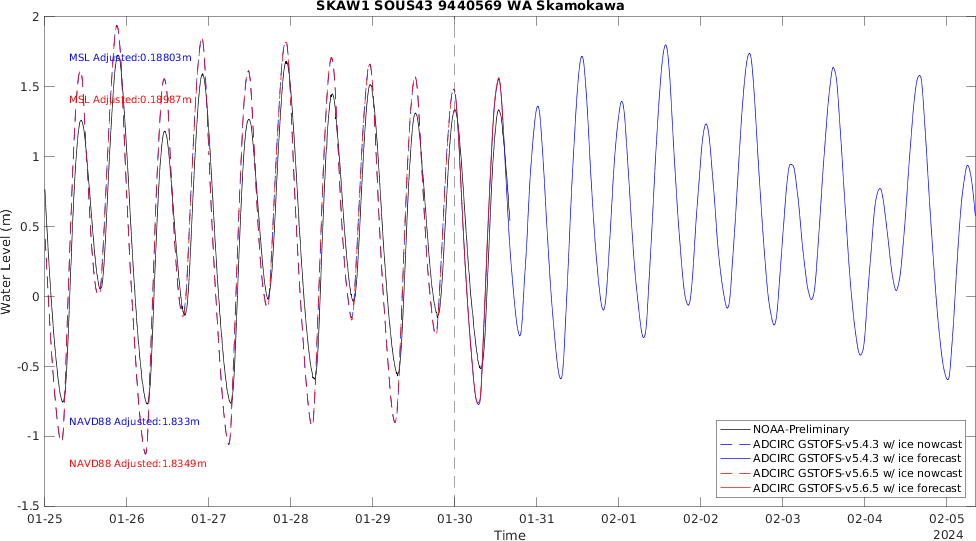 SKAW1 SOUS43 9440569 WA Skamokawa
2
1.5
1
0.5
0
-0.5
-1
-1.5
Water Level (m)
MSL Adjusted:0.18803m
MSL Adjusted:0.18987m
NAVD88 Adjusted:1.833m
NAVD88 Adjusted:1.8349m
NOAA-Preliminary
ADCIRC GSTOFS-v5.4.3 w/ ice nowcast
ADCIRC GSTOFS-v5.4.3 w/ ice forecast
ADCIRC GSTOFS-v5.6.5 w/ ice nowcast
ADCIRC GSTOFS-v5.6.5 w/ ice forecast
01-25 01-26 01-27 01-28 01-29 01-30 01-31 02-01 02-02 02-03 02-04 02-05
2024
Time